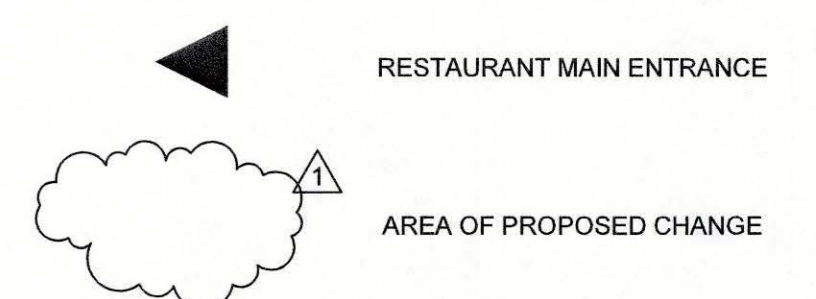 RESTAURANT MAIN ENTRANCE
1
AREA OF PROPOSED CHANGE